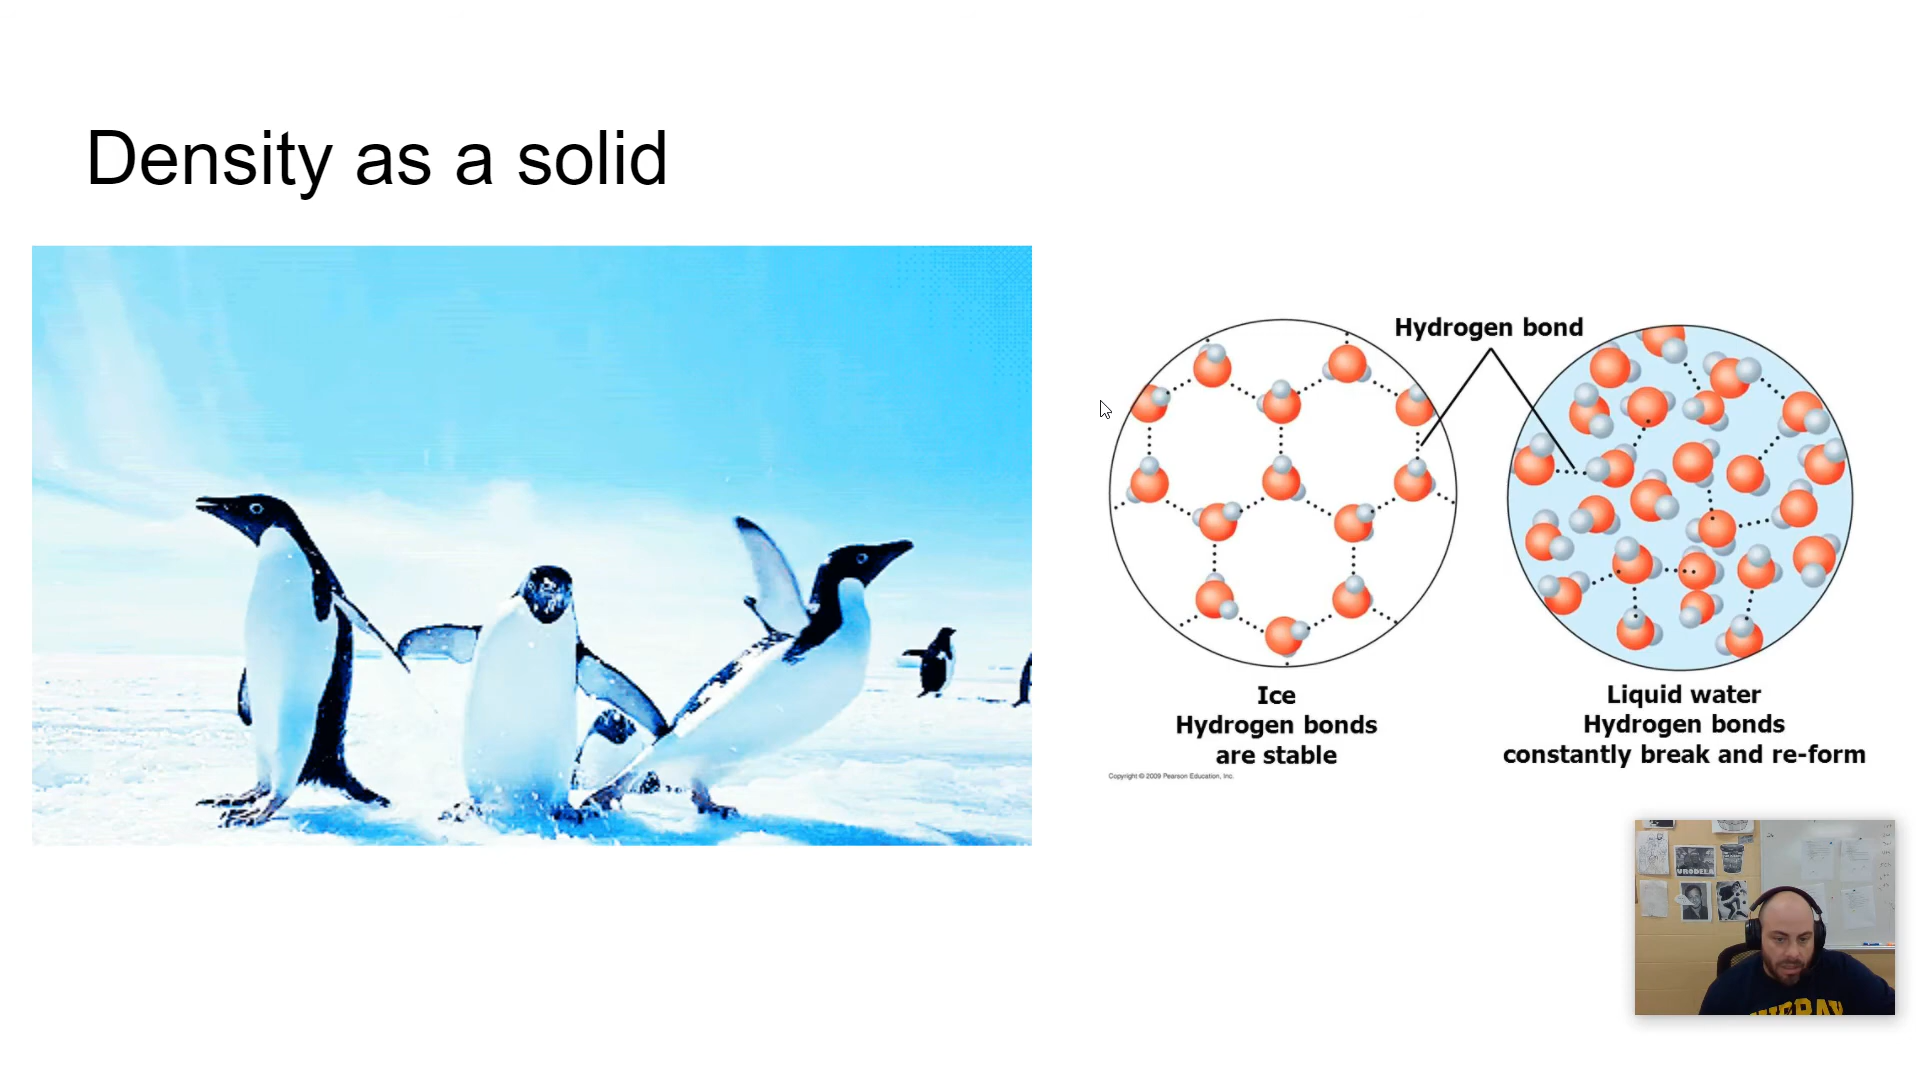 Density as a solid
Hydrogen bond
Ice
Hydrogen bonds
are stable
Liquid water
Hydrogen bonds
constantly break and re-form
Copyright © 2009 Pearson Education, Inc.
URODELA